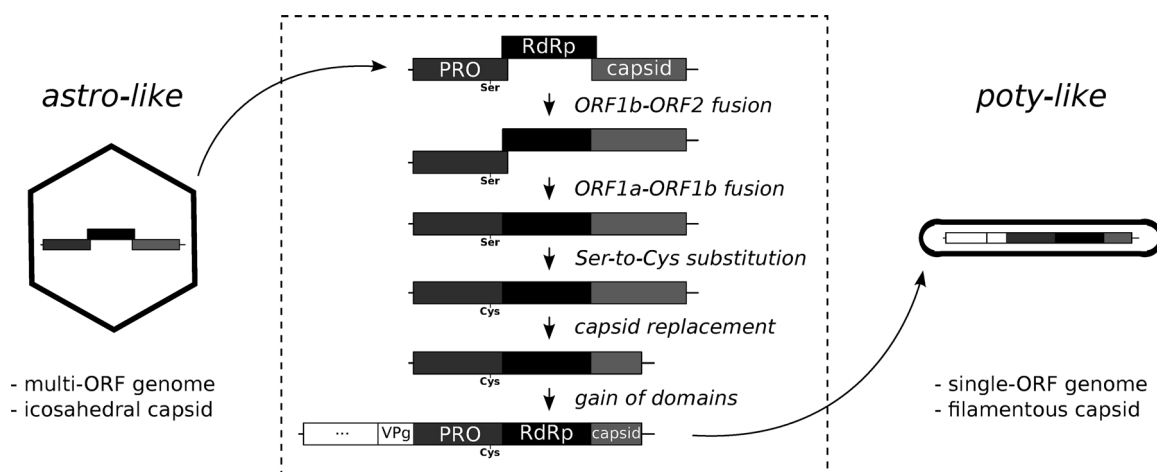 astro-like
- multi-ORF genome
- icosahedral capsid
RdRp
PRO
capsid
Ser
ORF1b-ORF2 fusion
Ser
ORF1a-ORF1b fusion
Ser
Ser-to-Cys substitution
Cys
capsid replacement
Cys
gain of domains
... VPg PRO RdRp capsid
Cys
poty-like
- single-ORF genome
- filamentous capsid